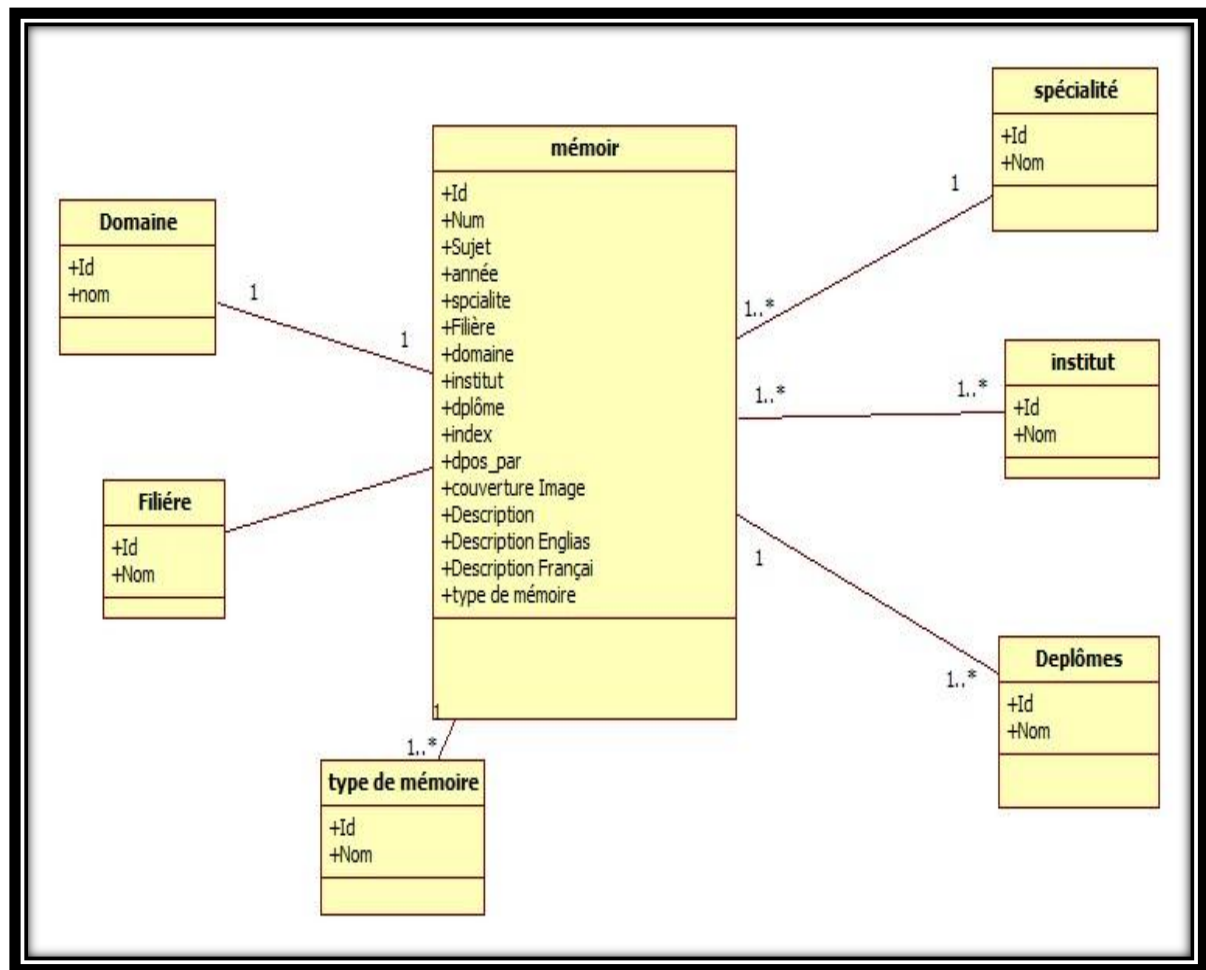 spécialité
+Id
+Nom
mémoir
+Id
+Num
+Sujet
+année
+spcialite
+Filière
+domaine
+institut
+dplôme
+index
+dpos_par
+couverture Image
+Description
+Description Englias
+Description Françai
+type de mémoire
Domaine
+Id
+nom
1
1
1
1..*
institut
+Id
+Nom
1..*
1..*
Filiére
+Id
+Nom
1
1..*
Deplômes
+Id
+Nom
1
1..*
type de mémoire
+Id
+Nom